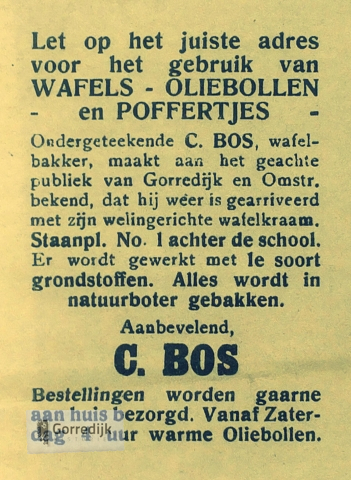 Let op het juiste adres
voor het gebruik van
WAFELS - OLIEBOLLEN
- en POFFERTJES -
Ondergeteekende C. BOS, wafel-
bakker, maakt aan het geachte
publiek van Gorredijk en Omstr.
bekend, dat hij weer is gearriveerd
met zijn welingerichte wafelkraam.
Staanpl. No. 1 achter de school.
Er wordt gewerkt met 1e soort
grondstoffen. Alles wordt in
natuurboter gebakken.
Aanbevelend,
C. BOS
Bestellingen worden gaarne
aan huis bezorgd. Vanaf Zater-
dag 4 uur warme Oliebollen.
Gorredijk